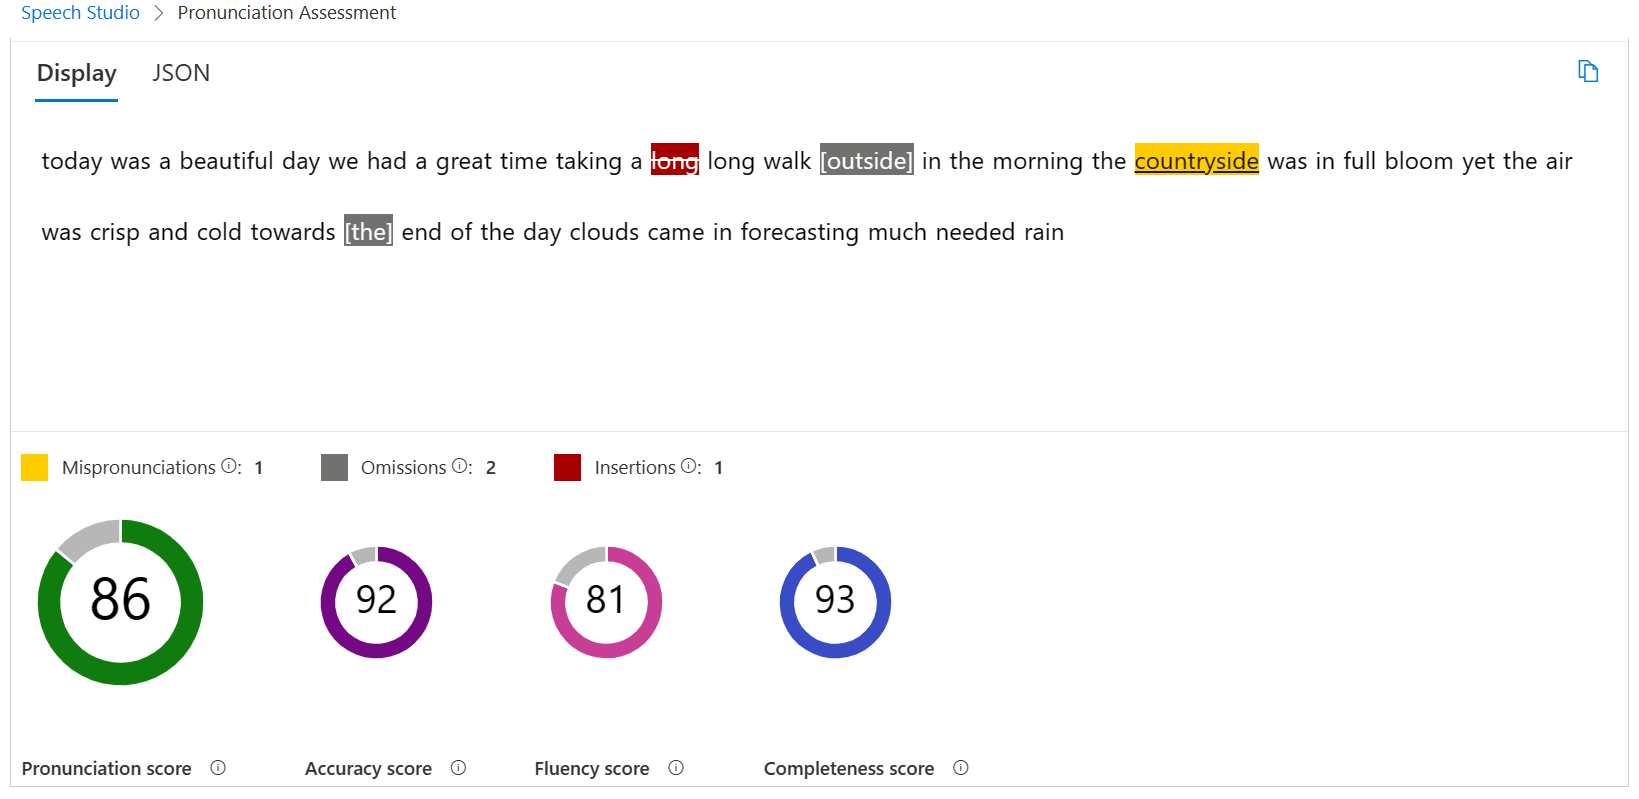 Speech Studio > Pronunciation Assessment
Display JSON
today was a beautiful day we had a great time taking a long long walk [outside] in the morning the countryside was in full bloom yet the air
was crisp and cold towards [the] end of the day clouds came in forecasting much needed rain
Mispronunciations ⓘ: 1 Omissions ⓘ: 2 Insertions ⓘ: 1
86 92 81 93
Pronunciation score ⓘ Accuracy score ⓘ Fluency score ⓘ Completeness score ⓘ